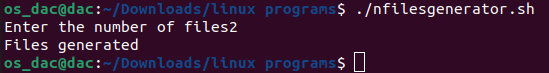 os_dac@dac:~/Downloads/linux programs$ ./nfilesgenerator.sh
Enter the number of files2
Files generated
os_dac@dac:~/Downloads/linux programs$